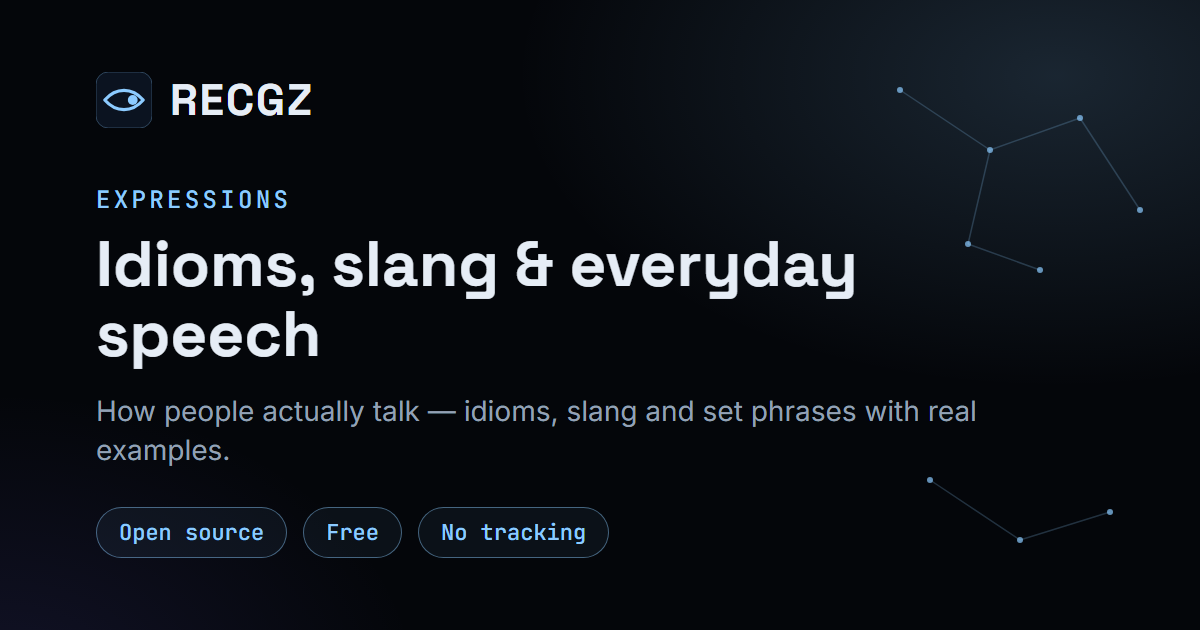 RECGZ
EXPRESSIONS
Idioms, slang & everyday
speech
How people actually talk — idioms, slang and set phrases with real
examples.
Open source
Free
No tracking